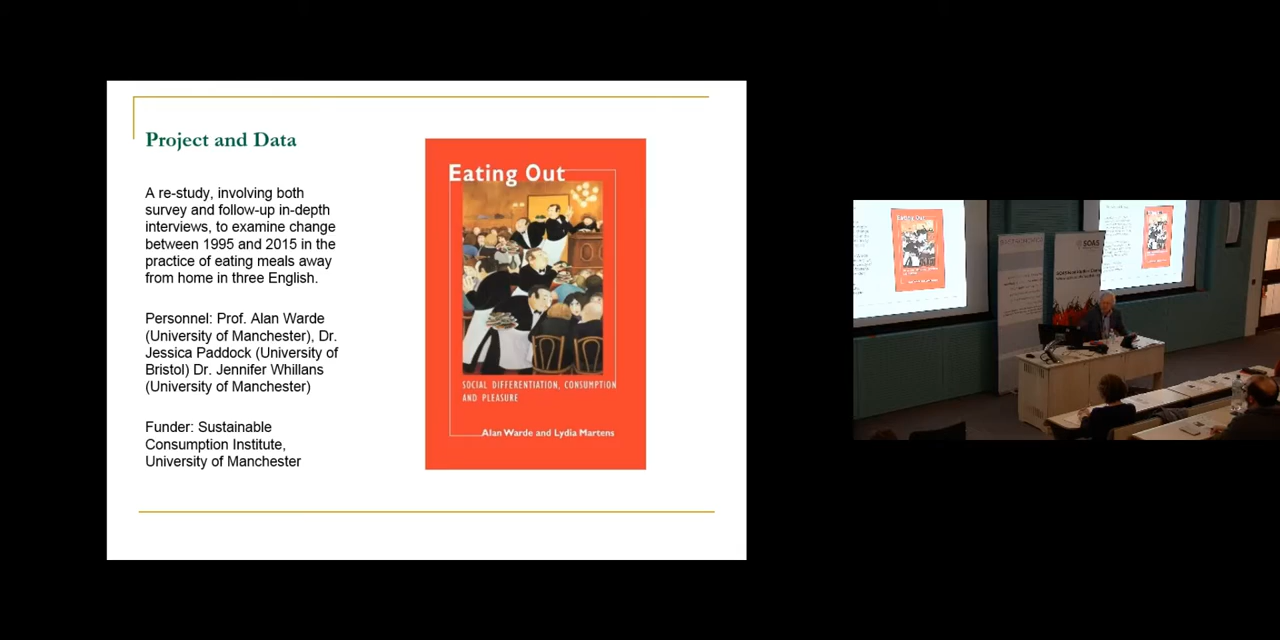 Project and Data
A re-study, involving both
survey and follow-up in-depth
interviews, to examine change
between 1995 and 2015 in the
practice of eating meals away
from home in three English.
Personnel: Prof. Alan Warde
(University of Manchester), Dr.
Jessica Paddock (University of
Bristol) Dr. Jennifer Whillans
(University of Manchester)
Funder: Sustainable
Consumption Institute,
University of Manchester
Eating Out
SOCIAL DIFFERENTIATION, CONSUMPTION
AND PLEASURE
Alan Warde and Lydia Martens
Eating Out
SOAS